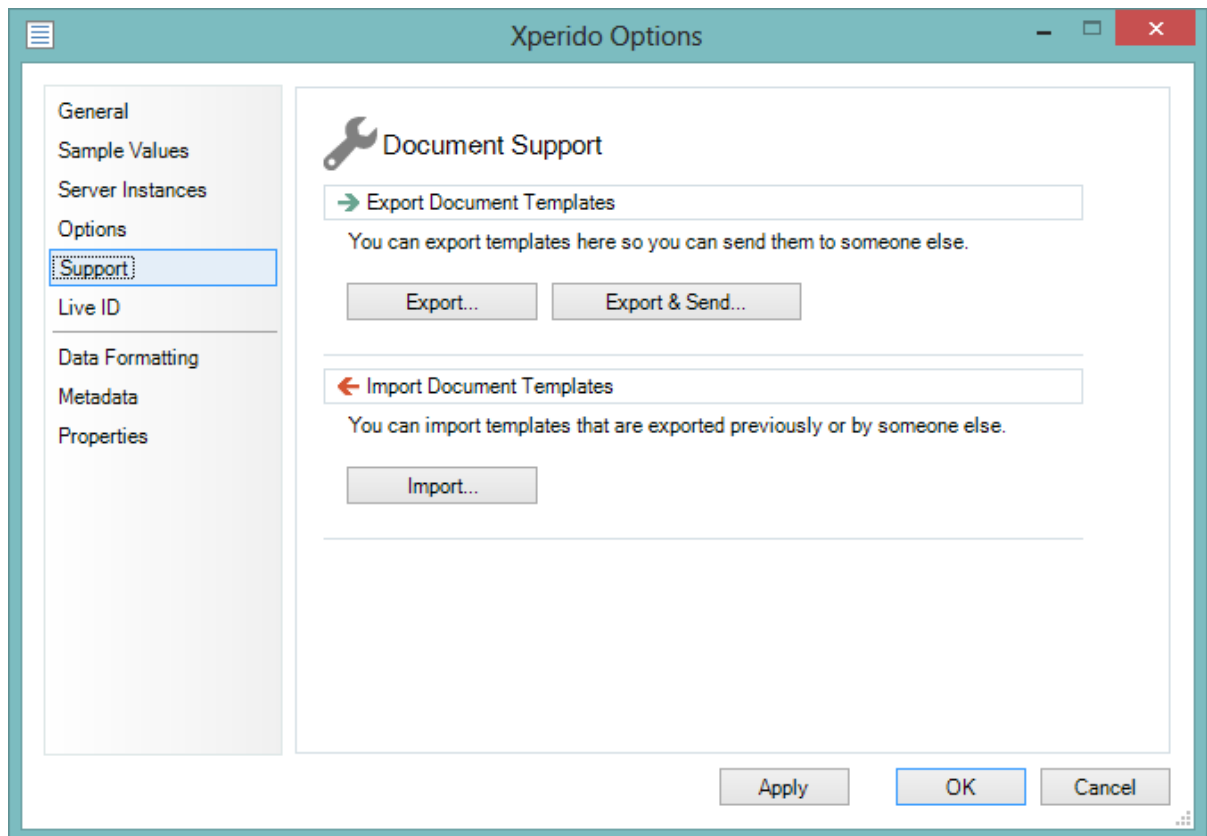 Xperido Options
General
Sample Values
Server Instances
Options
Support
Live ID
Data Formatting
Metadata
Properties
Document Support
Export Document Templates
You can export templates here so you can send them to someone else.
Export... Export & Send...
Import Document Templates
You can import templates that are exported previously or by someone else.
Import...
Apply OK Cancel